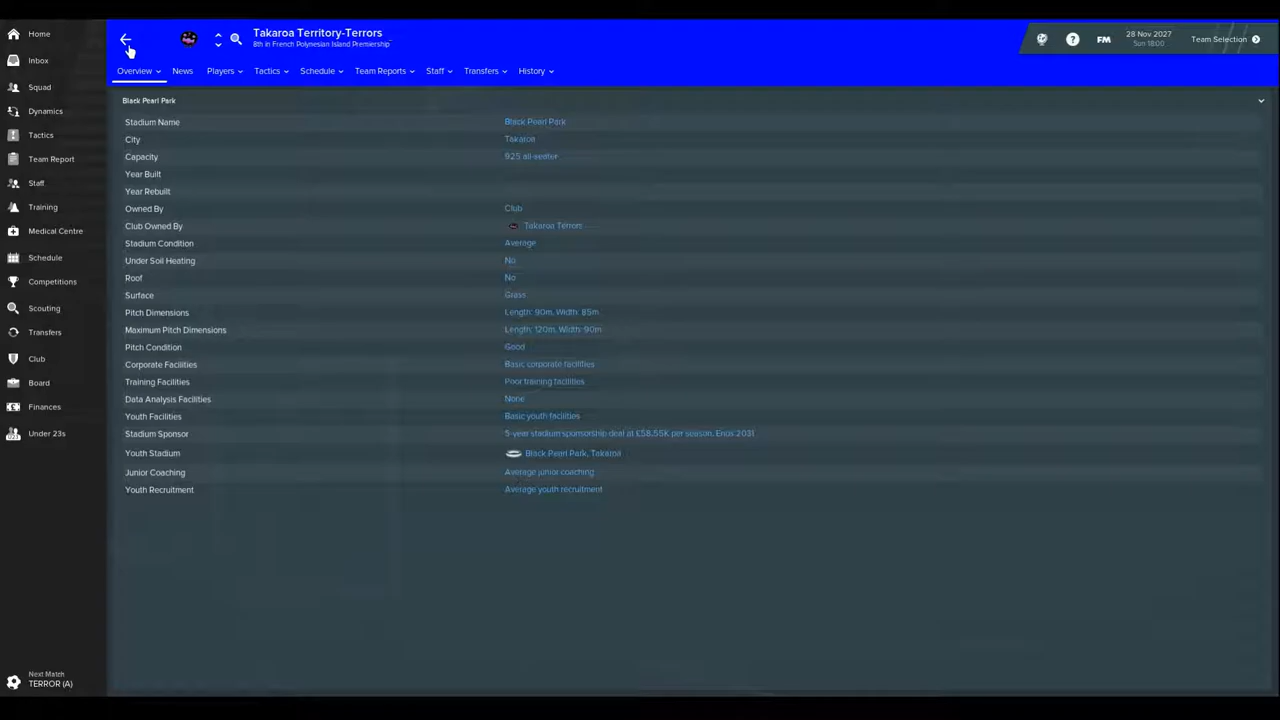 Home
Inbox
Squad
Dynamics
Tactics
Team Report
Staff
Training
Medical Centre
Schedule
Competitions
Scouting
Transfers
Club
Board
Finances
Under 23s
Next Match
TERROR (A)
Takaroa Territory-Terrors
8th in French Polynesian Island Premiership
28 Nov 2027
Sun 18:00
FM
Team Selection
Overview News Players Tactics Schedule Team Reports Staff Transfers History
Black Pearl Park
Stadium Name Black Pearl Park
City Takaroa
Capacity 925 all-seater
Year Built
Year Rebuilt
Owned By Club
Club Owned By Takaroa Terrors
Stadium Condition Average
Under Soil Heating No
Roof No
Surface Grass
Pitch Dimensions Length: 90m, Width: 85m
Maximum Pitch Dimensions Length: 120m, Width: 90m
Pitch Condition Good
Corporate Facilities Basic corporate facilities
Training Facilities Poor training facilities
Data Analysis Facilities None
Youth Facilities Basic youth facilities
Stadium Sponsor 5-year stadium sponsorship deal at £58.55K per season. Ends 2031
Youth Stadium Black Pearl Park, Takaroa
Junior Coaching Average junior coaching
Youth Recruitment Average youth recruitment